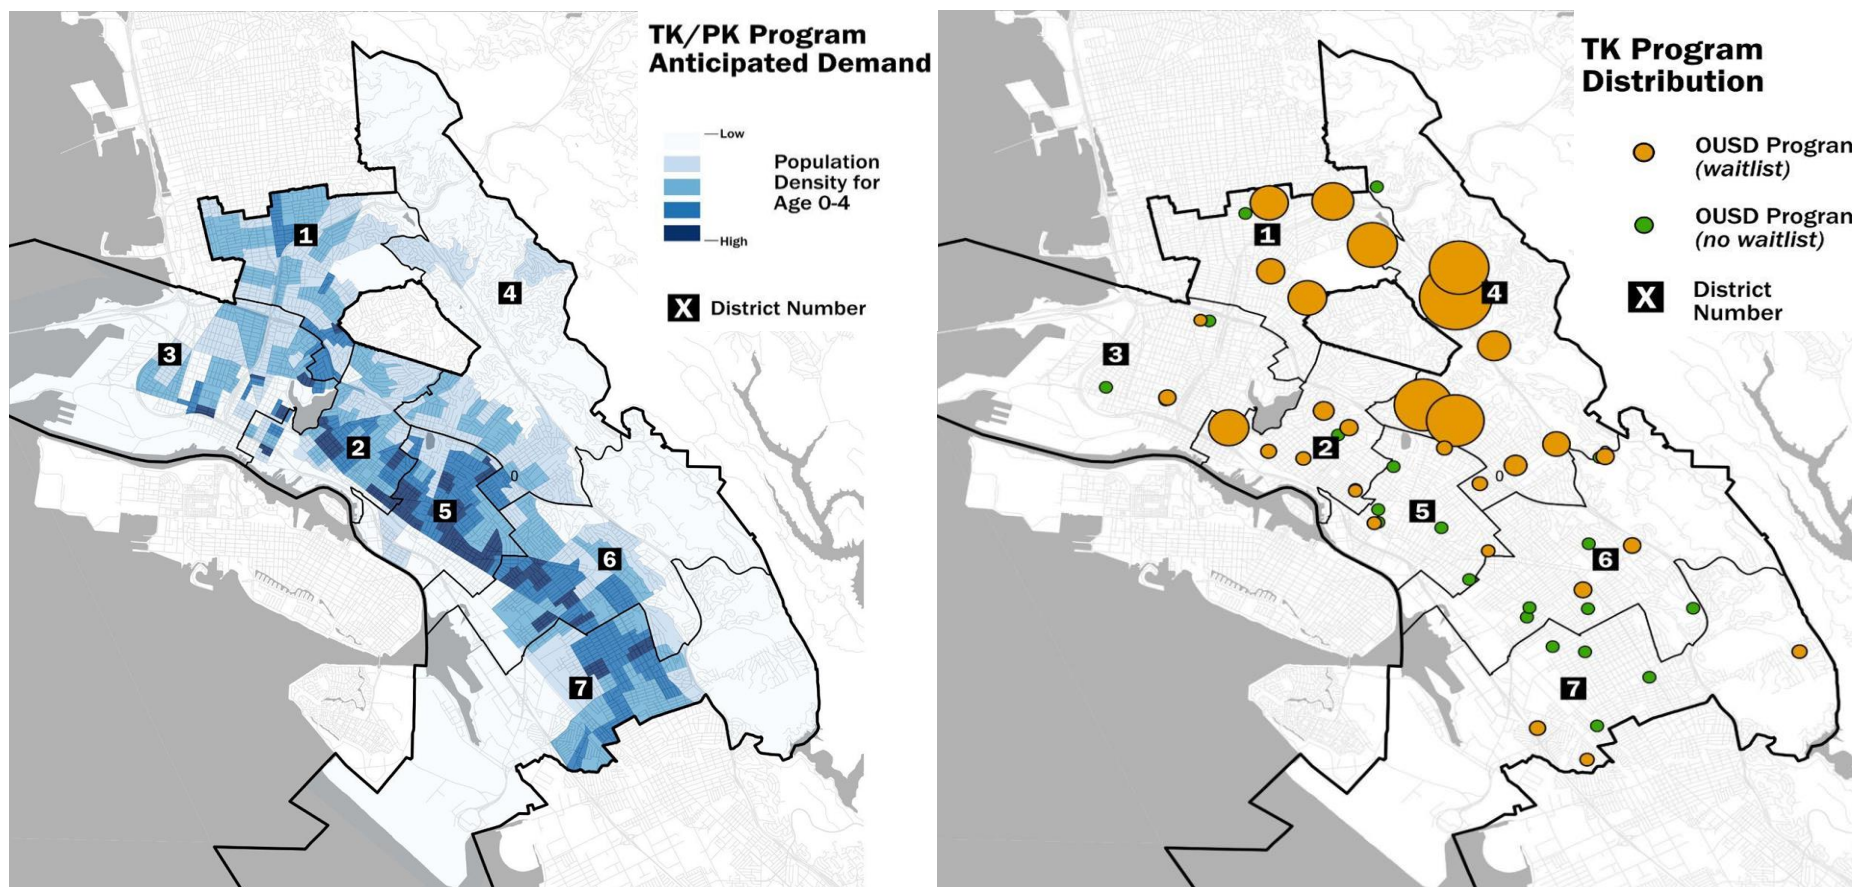 TK/PK Program
Anticipated Demand
Low
Population
Density for
Age 0-4
High
X District Number
1
4
3
2
0
5
6
7
TK Program
Distribution
OUSD Progran
(waitlist)
OUSD Progran
(no waitlist)
X District
Number
1
4
3
2
0
5
6
7